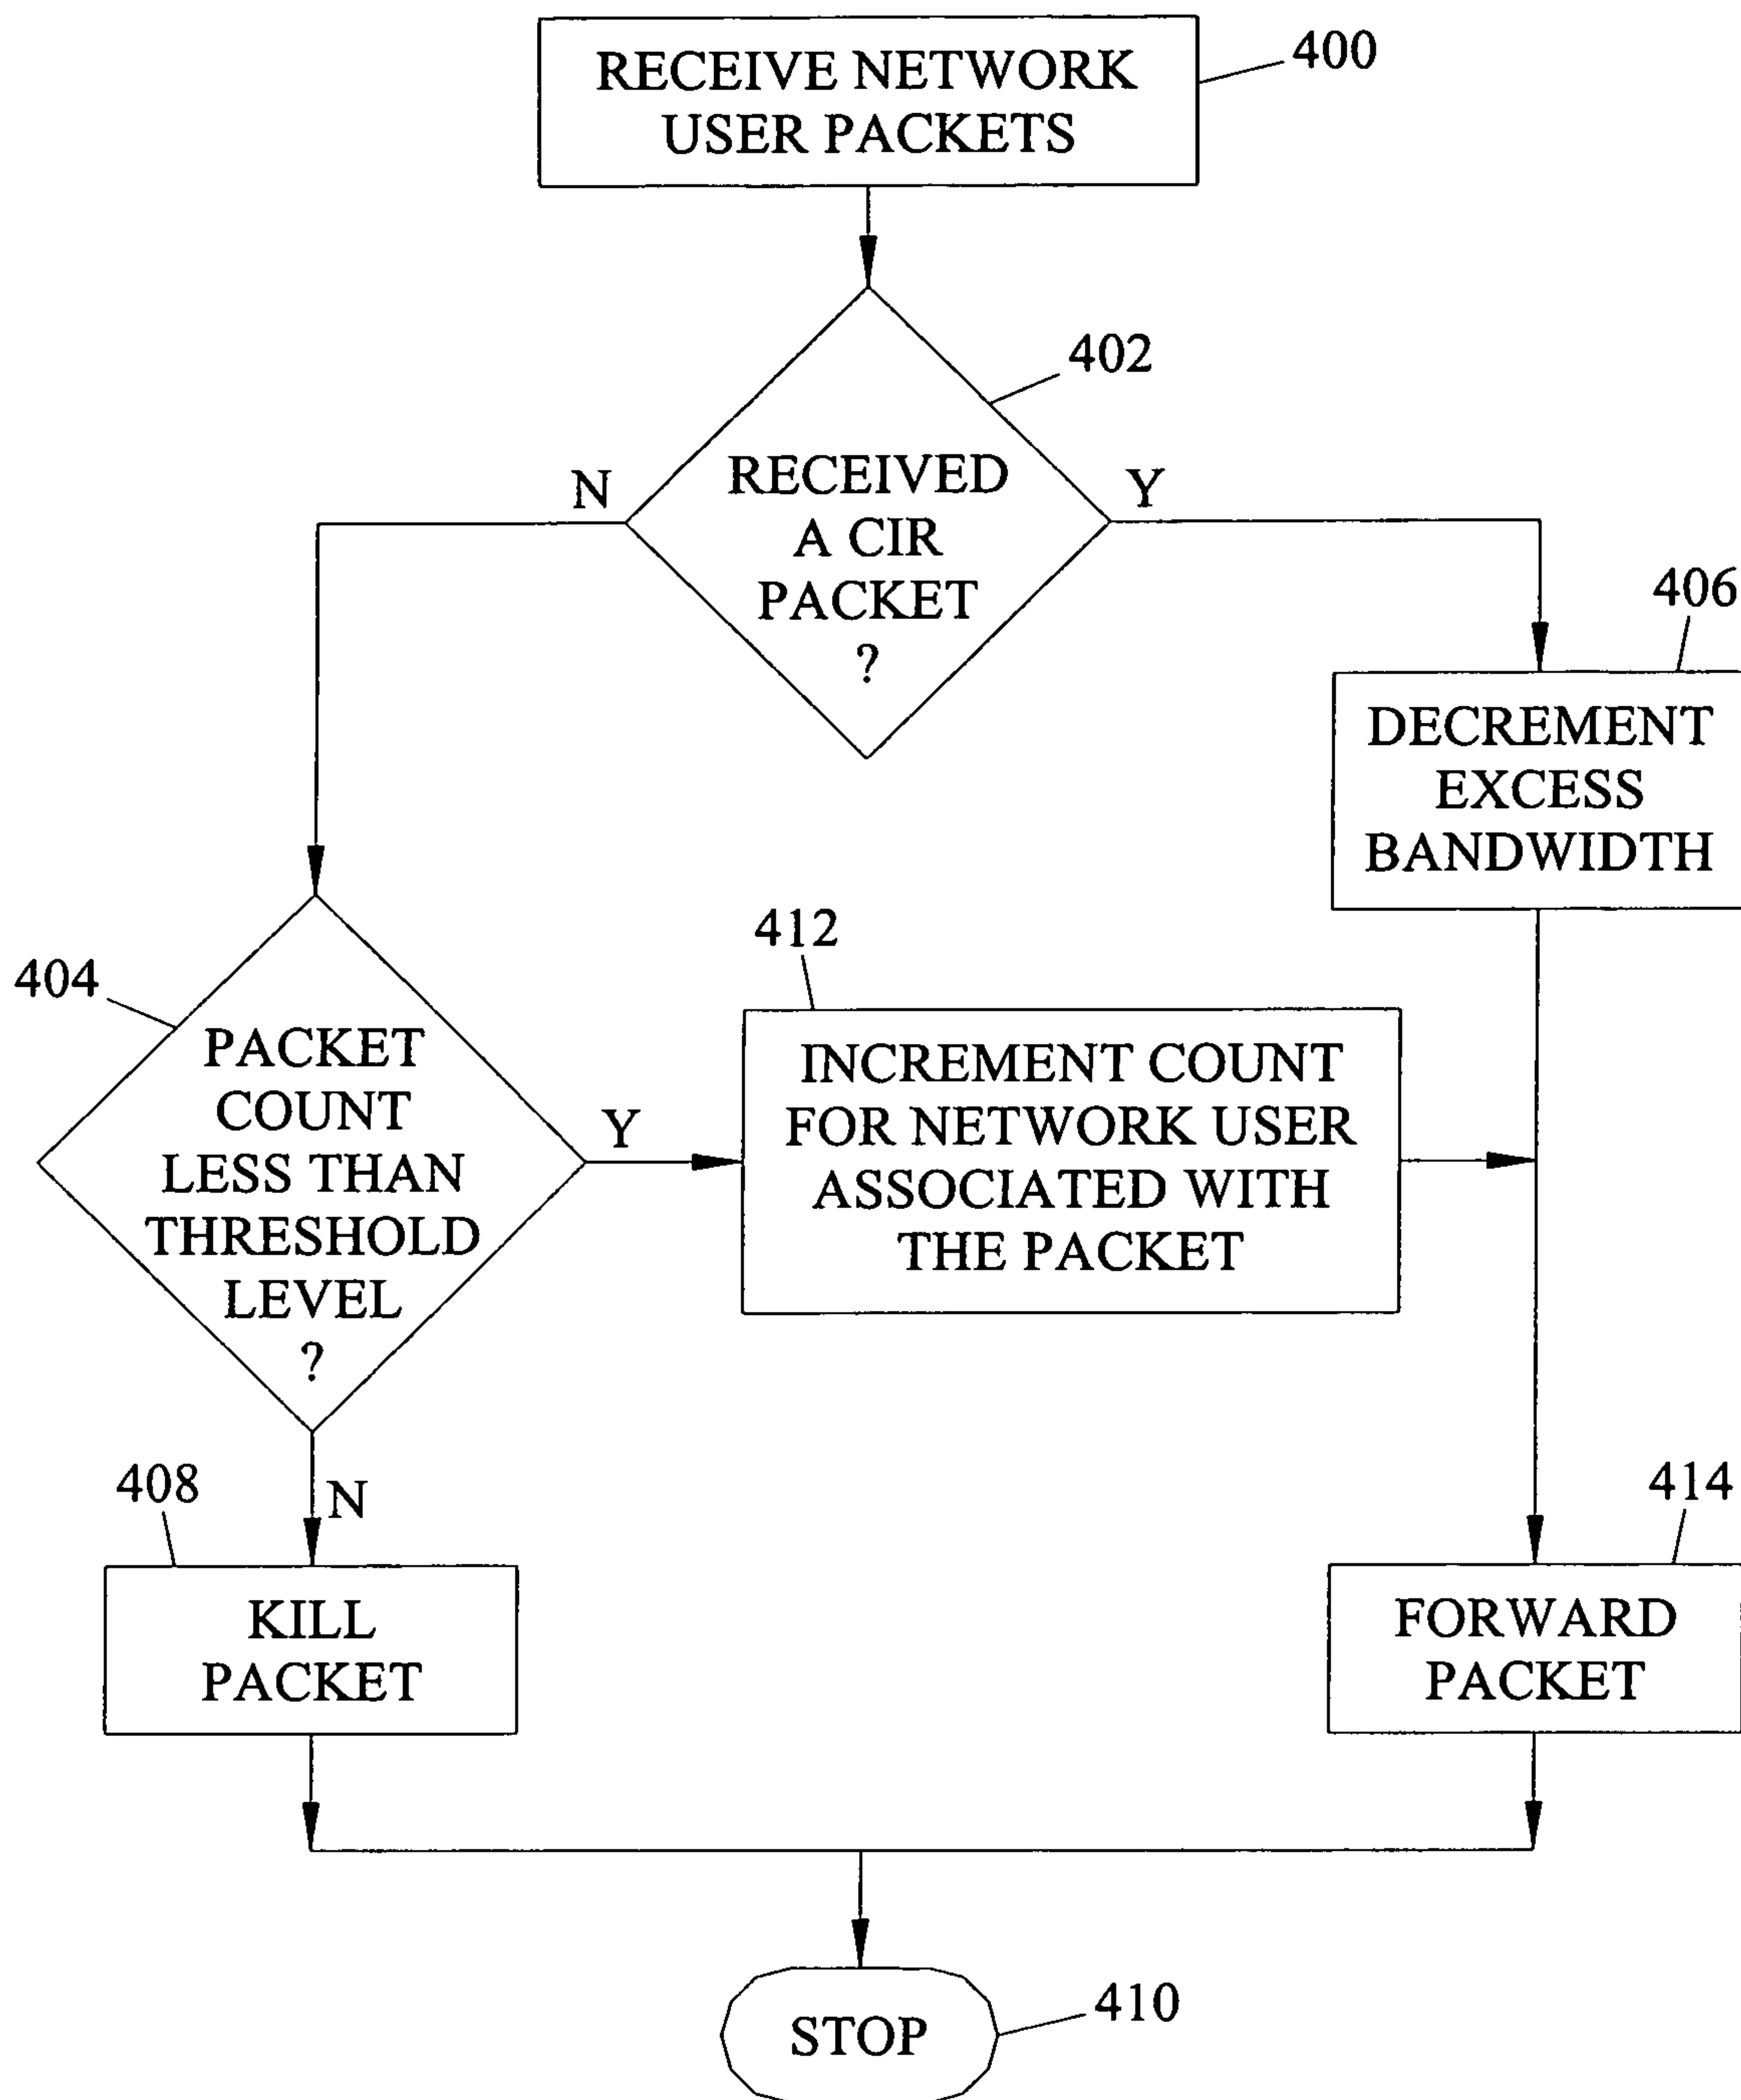 RECEIVE NETWORK
USER PACKETS
400
402
RECEIVED
A CIR
PACKET
?
N
Y
406
DECREMENT
EXCESS
BANDWIDTH
404
PACKET
COUNT
LESS THAN
THRESHOLD
LEVEL
?
Y
412
INCREMENT COUNT
FOR NETWORK USER
ASSOCIATED WITH
THE PACKET
N
408
KILL
PACKET
414
FORWARD
PACKET
STOP
410